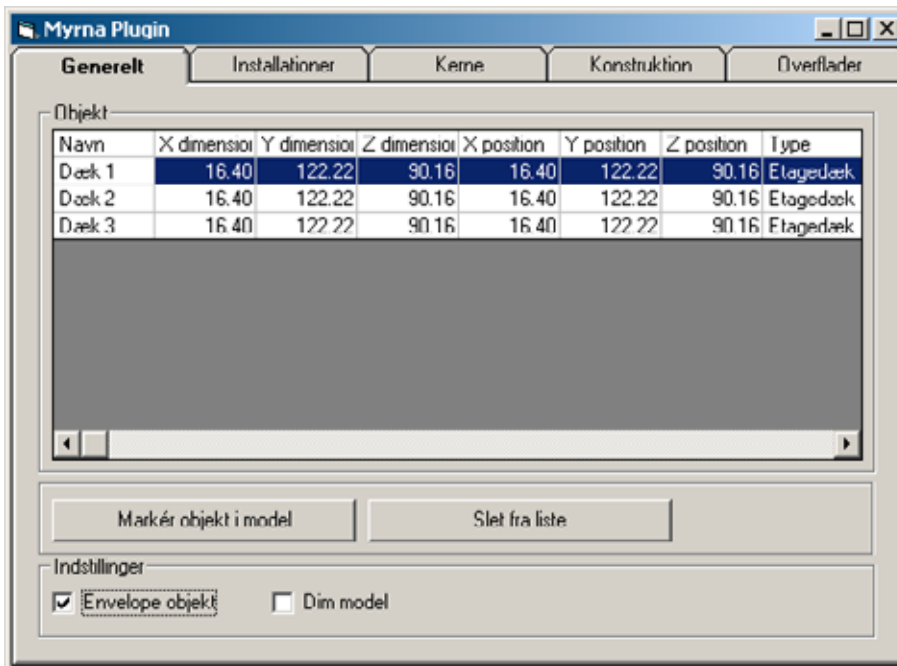 Myrna Plugin
Generelt Installationer Kerne Konstruktion Overflader
Objekt
Navn X dimension Y dimension Z dimension X position Y position Z position Type
Dæk 1 16.40 122.22 90.16 16.40 122.22 90.16 Etagedæk
Dæk 2 16.40 122.22 90.16 16.40 122.22 90.16 Etagedæk
Dæk 3 16.40 122.22 90.16 16.40 122.22 90.16 Etagedæk
Markér objekt i model Slet fra liste
Indstillinger
Envelope objekt Dim model